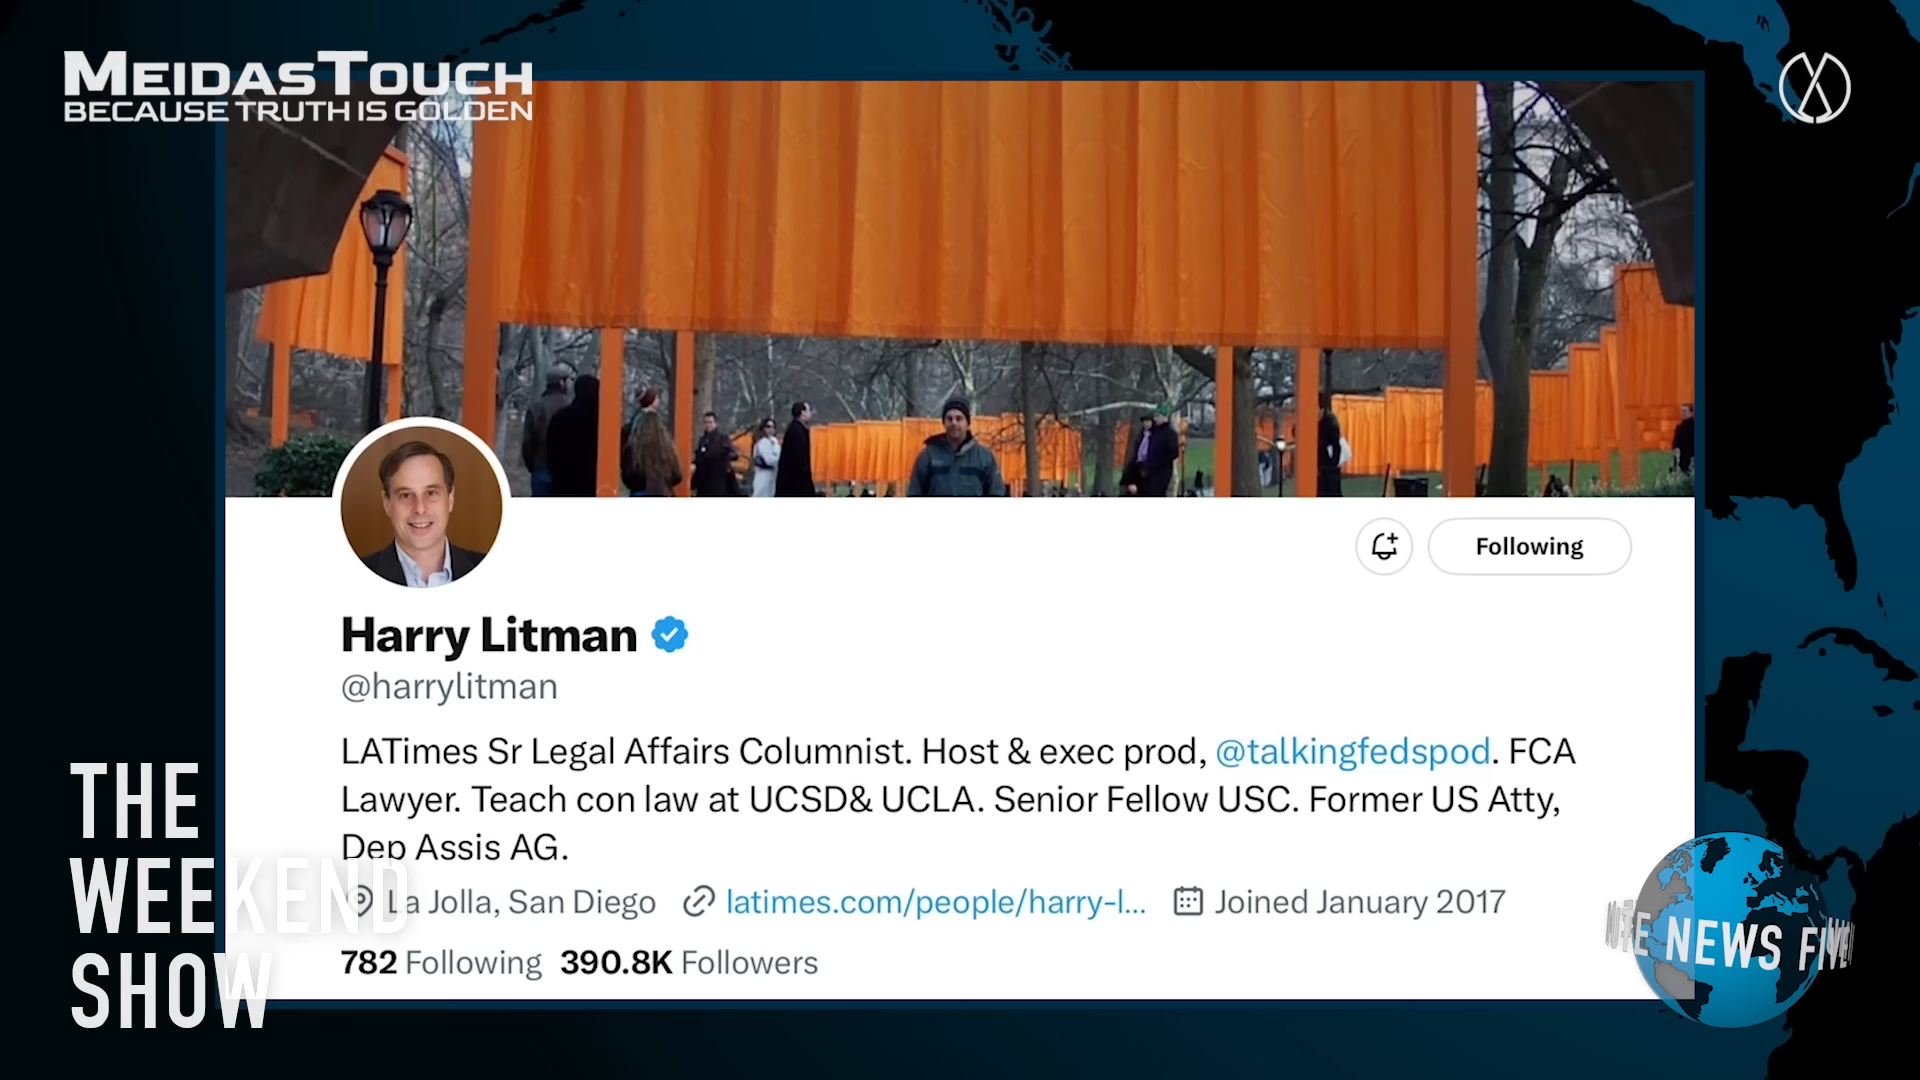 MEIDASTOUCH
BECAUSE TRUTH IS GOLDEN
Following
Harry Litman
@harrylitman
LATimes Sr Legal Affairs Columnist. Host & exec prod, @talkingfedspod. FCA
Lawyer. Teach con law at UCSD& UCLA. Senior Fellow USC. Former US Atty,
Dep Assis AG.
La Jolla, San Diego latimes.com/people/harry-l... Joined January 2017
782 Following 390.8K Followers
THE
WEEKEND
SHOW
NEWS